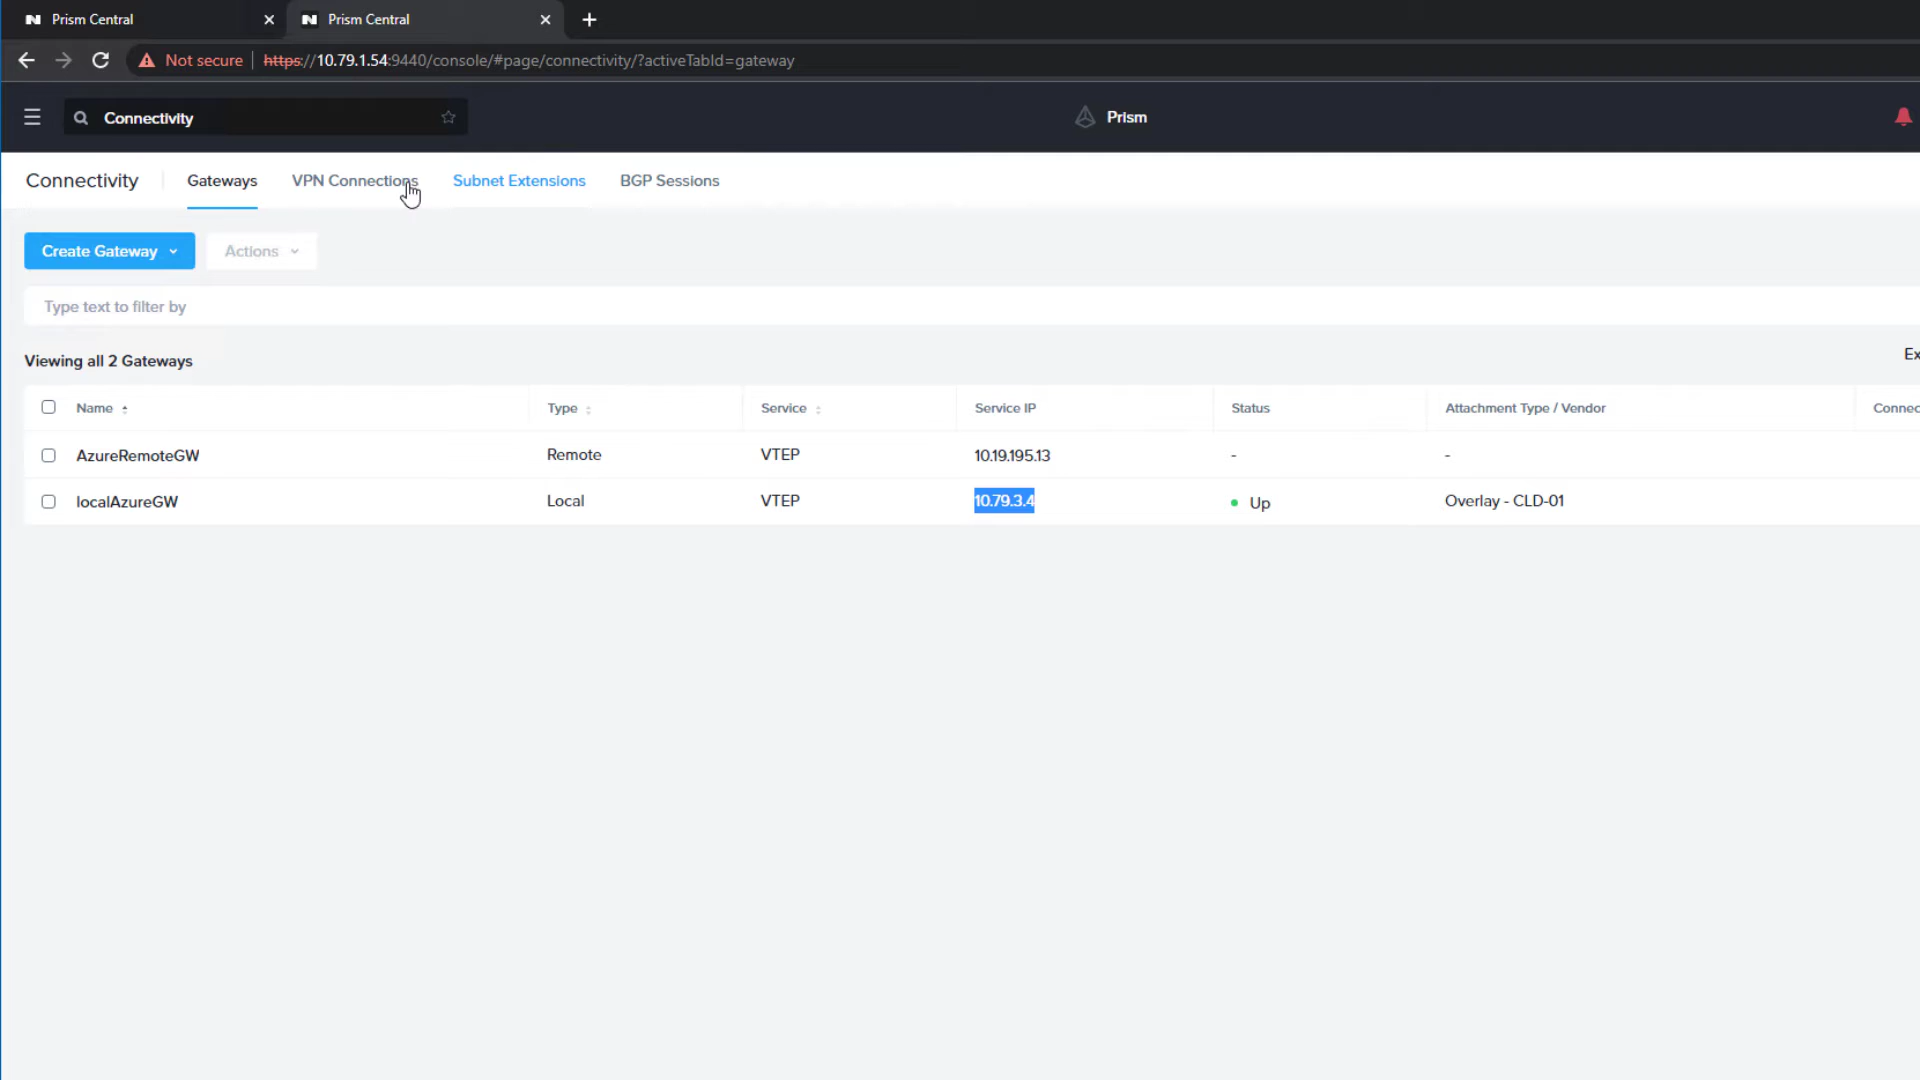 Prism Central
Prism Central
Not secure https://10.79.1.54:9440/console/#page/connectivity/?activeTabId=gateway
Connectivity
Prism
Connectivity Gateways VPN Connections Subnet Extensions BGP Sessions
Create Gateway Actions
Type text to filter by
Ex
Viewing all 2 Gateways
Name Type Service Service IP Status Attachment Type / Vendor Connec
AzureRemoteGW Remote VTEP 10.19.195.13 - -
localAzureGW Local VTEP 10.79.3.4 Up Overlay - CLD-01